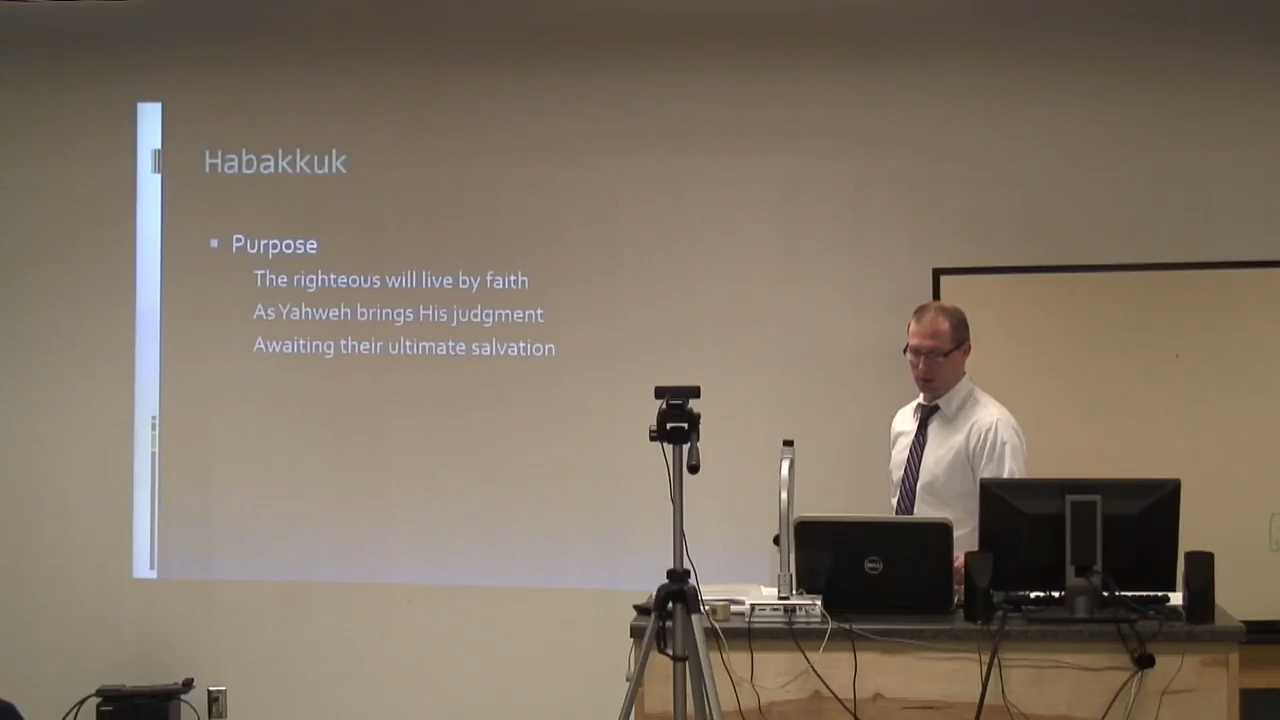 Habakkuk
Purpose
The righteous will live by faith
As Yahweh brings His judgment
Awaiting their ultimate salvation
DELL